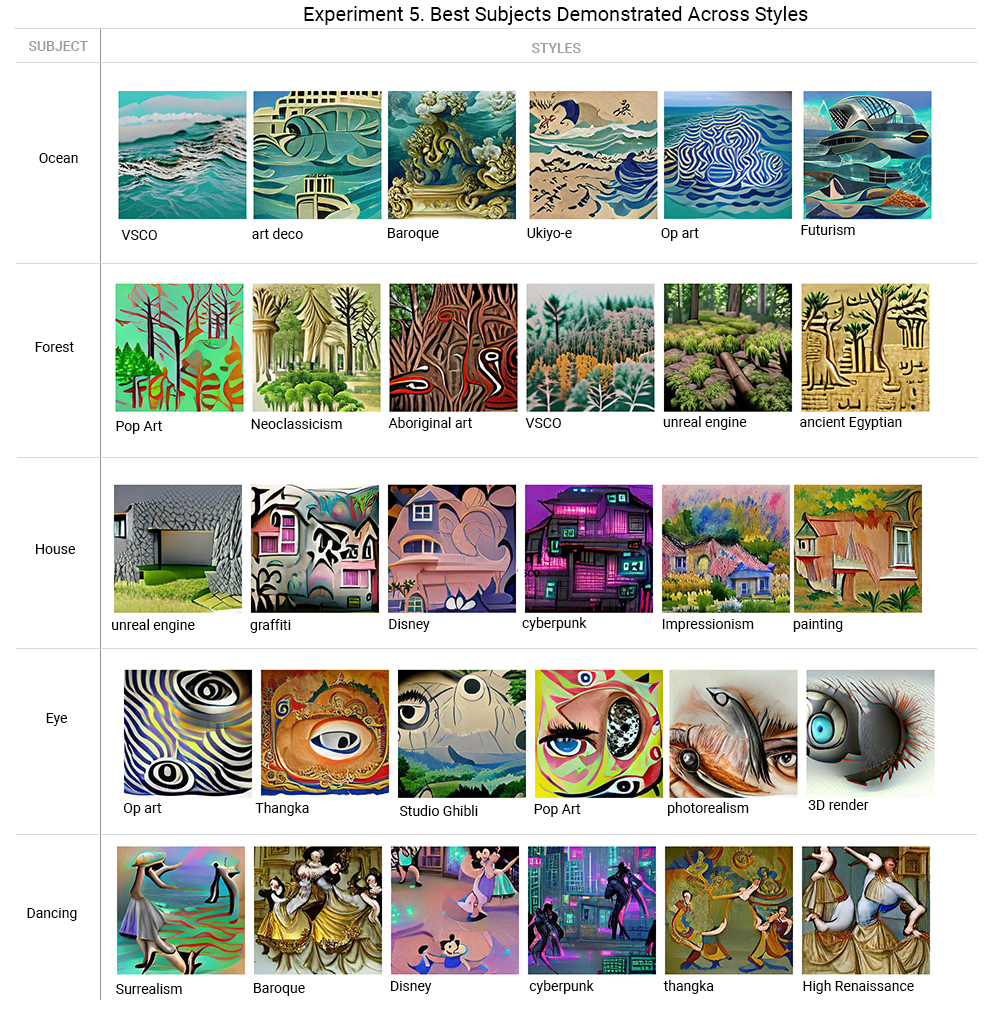 Experiment 5. Best Subjects Demonstrated Across Styles
SUBJECT
STYLES
Ocean
VSCO
art deco
Baroque
Ukiyo-e
Op art
Futurism
Forest
Pop Art
Neoclassicism
Aboriginal art
VSCO
unreal engine
ancient Egyptian
House
unreal engine
graffiti
Disney
cyberpunk
Impressionism
painting
Eye
Op art
Thangka
Studio Ghibli
Pop Art
photorealism
3D render
Dancing
Surrealism
Baroque
Disney
cyberpunk
thangka
High Renaissance